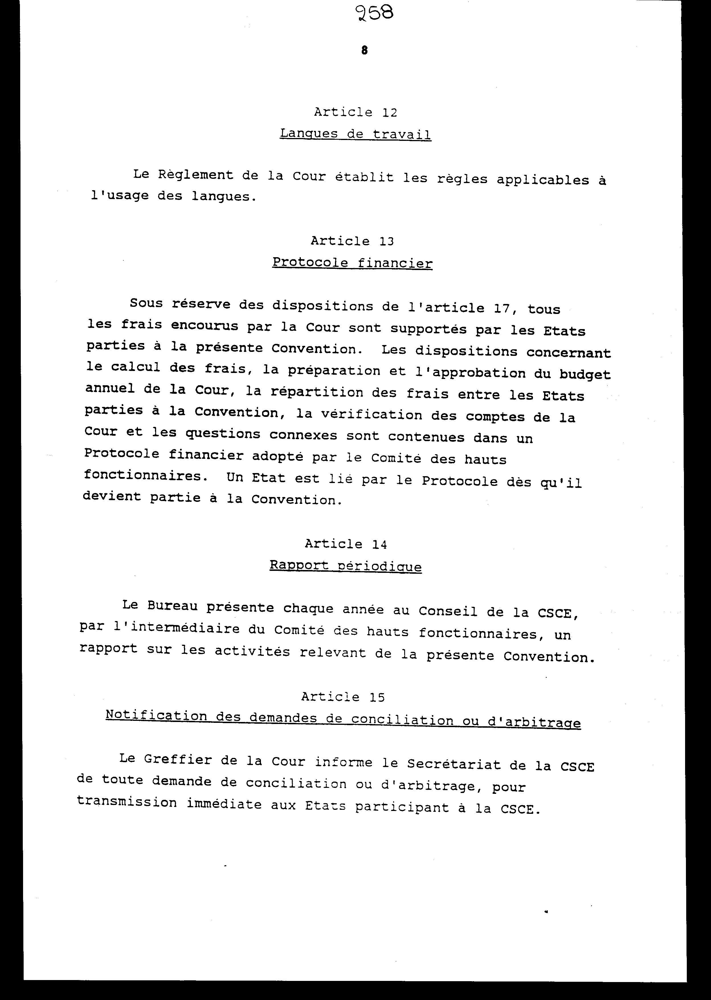 258
8
Article 12
Langues de travail
Le Règlement de la Cour établit les règles applicables à
l'usage des langues.
Article 13
Protocole financier
Sous réserve des dispositions de l'article 17, tous
les frais encourus par la Cour sont supportés par les Etats
parties à la présente Convention. Les dispositions concernant
le calcul des frais, la préparation et l'approbation du budget
annuel de la Cour, la répartition des frais entre les Etats
parties à la Convention, la vérification des comptes de la
Cour et les questions connexes sont contenues dans un
Protocole financier adopté par le Comité des hauts
fonctionnaires. Un Etat est lié par le Protocole dès qu'il
devient partie à la Convention.
Article 14
Rapport périodique
Le Bureau présente chaque année au Conseil de la CSCE,
par l'intermédiaire du Comité des hauts fonctionnaires, un
rapport sur les activités relevant de la présente Convention.
Article 15
Notification des demandes de conciliation ou d'arbitrage
Le Greffier de la Cour informe le Secrétariat de la CSCE
de toute demande de conciliation ou d'arbitrage, pour
transmission immédiate aux Etats participant à la CSCE.